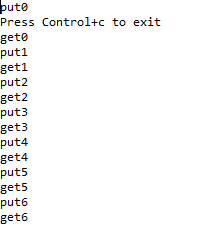 put0
Press Control+c to exit
get0
put1
get1
put2
get2
put3
get3
put4
get4
put5
get5
put6
get6